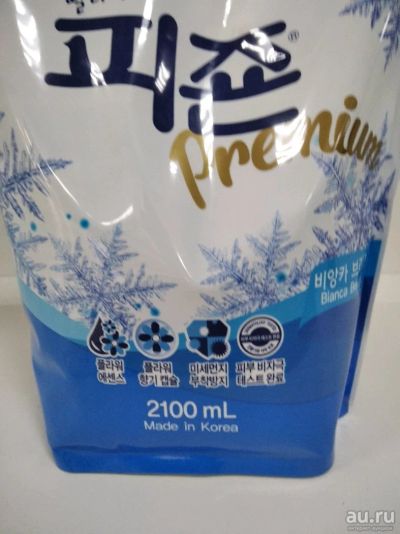 피죤®
Premium
비앙카
Bianca
플라워
에센스
플라워
향기 캡슐
미세먼지
부착방지
피부 비자극
테스트 완료
2100 mL
Made in Korea
au.ru